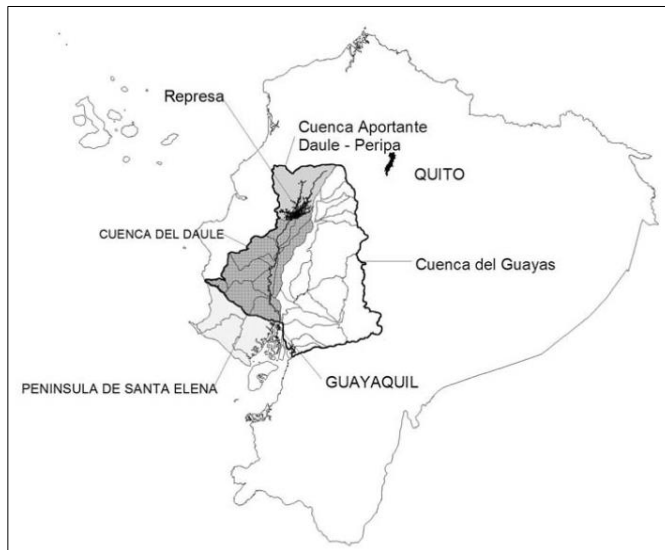 Represa
Cuenca Aportante
Daule - Peripa
QUITO
CUENCA DEL DAULE
Cuenca del Guayas
PENINSULA DE SANTA ELENA
GUAYAQUIL